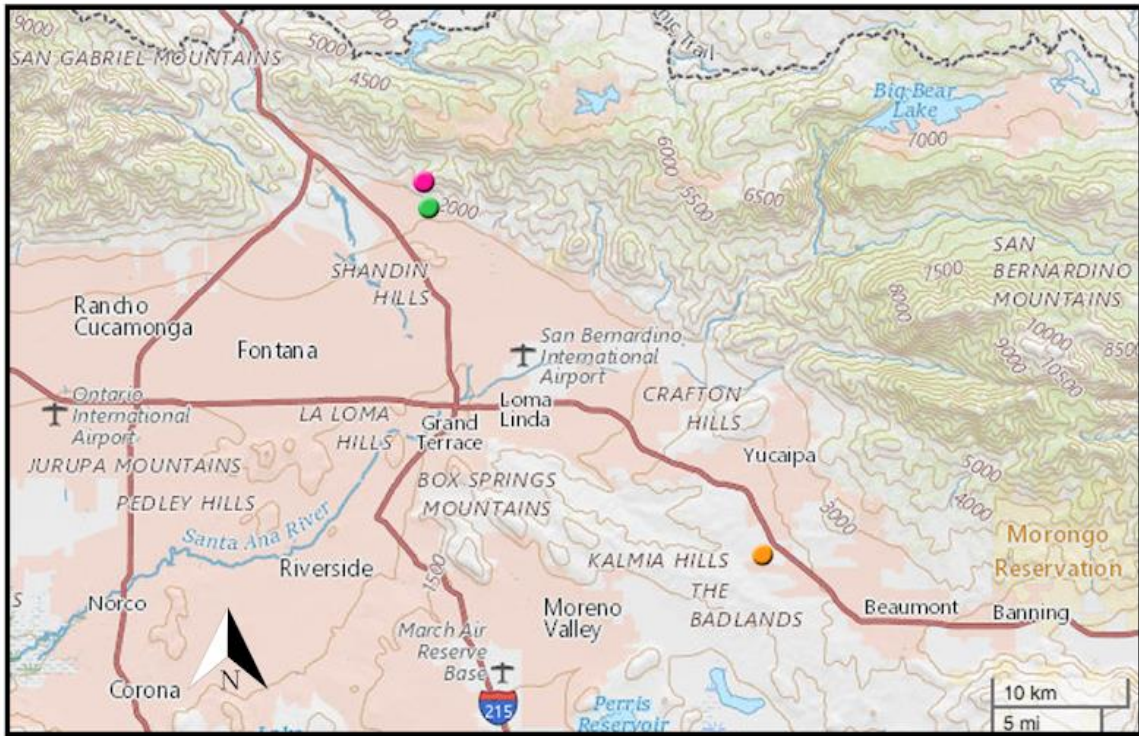 9000
5000
SAN GABRIEL MOUNTAINS
Trail
4500
Big Bear
Lake
7000
6000
5500
6500
2000
SHANDIN
HILLS
SAN
BERNARDINO
MOUNTAINS
7500
8000
10000
9000
10500
8500
Rancho
Cucamonga
Fontana
San Bernardino
International
Airport
Ontario
International
Airport
LA LOMA
HILLS
Grand
Terrace
Loma
Linda
CRAFTON
HILLS
Yucaipa
JURUPA MOUNTAINS
PEDLEY HILLS
BOX SPRINGS
MOUNTAINS
5000
4000
3000
Santa Ana River
Riverside
1500
KALMIA HILLS
THE
BADLANDS
Morongo
Reservation
Norco
Moreno
Valley
Beaumont
Banning
March Air
Reserve
Base
N
Corona
215
Perris
Reservoir
10 km
5 mi